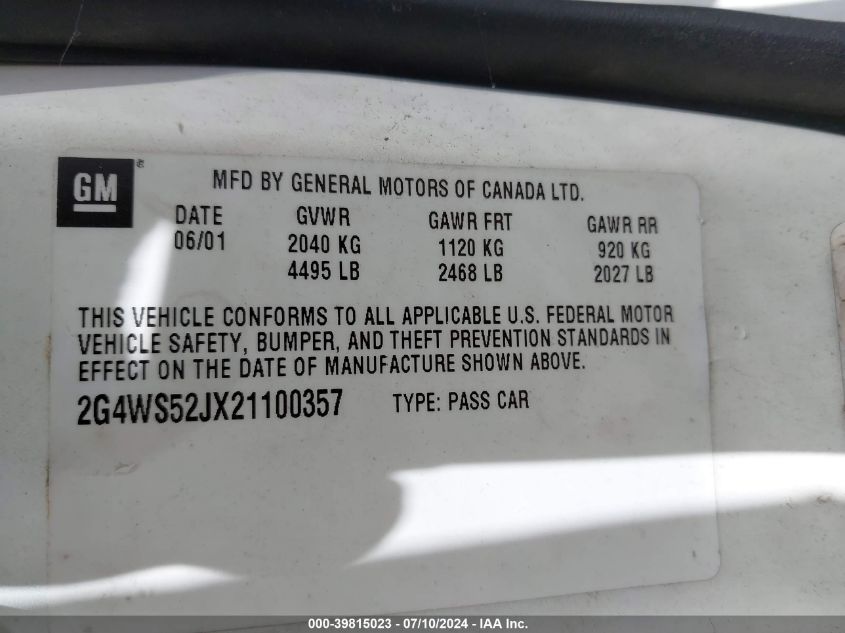 GM ®
MFD BY GENERAL MOTORS OF CANADA LTD.
DATE GVWR GAWR FRT GAWR RR
06/01 2040 KG 1120 KG 920 KG
4495 LB 2468 LB 2027 LB
THIS VEHICLE CONFORMS TO ALL APPLICABLE U.S. FEDERAL MOTOR
VEHICLE SAFETY, BUMPER, AND THEFT PREVENTION STANDARDS IN
EFFECT ON THE DATE OF MANUFACTURE SHOWN ABOVE.
2G4WS52JX21100357 TYPE: PASS CAR
000-39815023 - 07/10/2024 - IAA Inc.